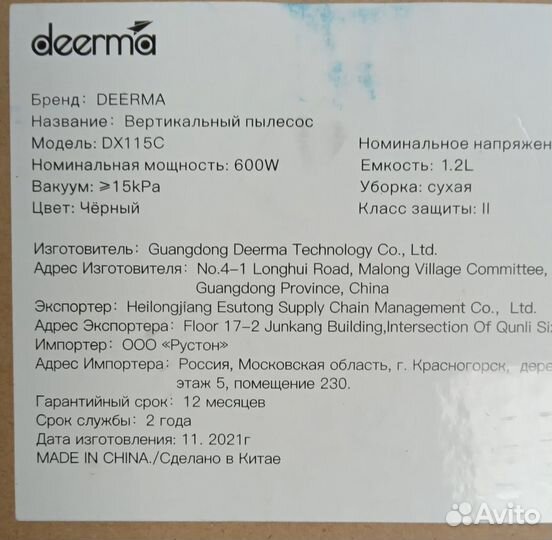 deerma
Бренд: DEERMA
Название: Вертикальный пылесос
Модель: DX115C
Номинальное
Номинальная мощность: 600W
Емкость: 1.2L
Вакуум: ≥15kPa
Уборка: сухая
Цвет: Чёрный
Класс защиты: II
Изготовитель: Guangdong Deerma Technology Co., Ltd.
Адрес Изготовителя: No.4-1 Longhui Road, Malong Village Committee,
Guangdong Province, China
Экспортер: Heilongjiang Esutong Supply Chain Management Co., Ltd.
Адрес Экспортера: Floor 17-2 Junkang Building,Intersection Of Qunli
Импортер: ООО «Рустон»
Адрес Импортера: Россия, Московская область, г. Красногорск,
этаж 5, помещение 230.
Гарантийный срок: 12 месяцев
Срок службы: 2 года
Дата изготовления: 11. 2021г
MADE IN CHINA./Сделано в Китае
Avito